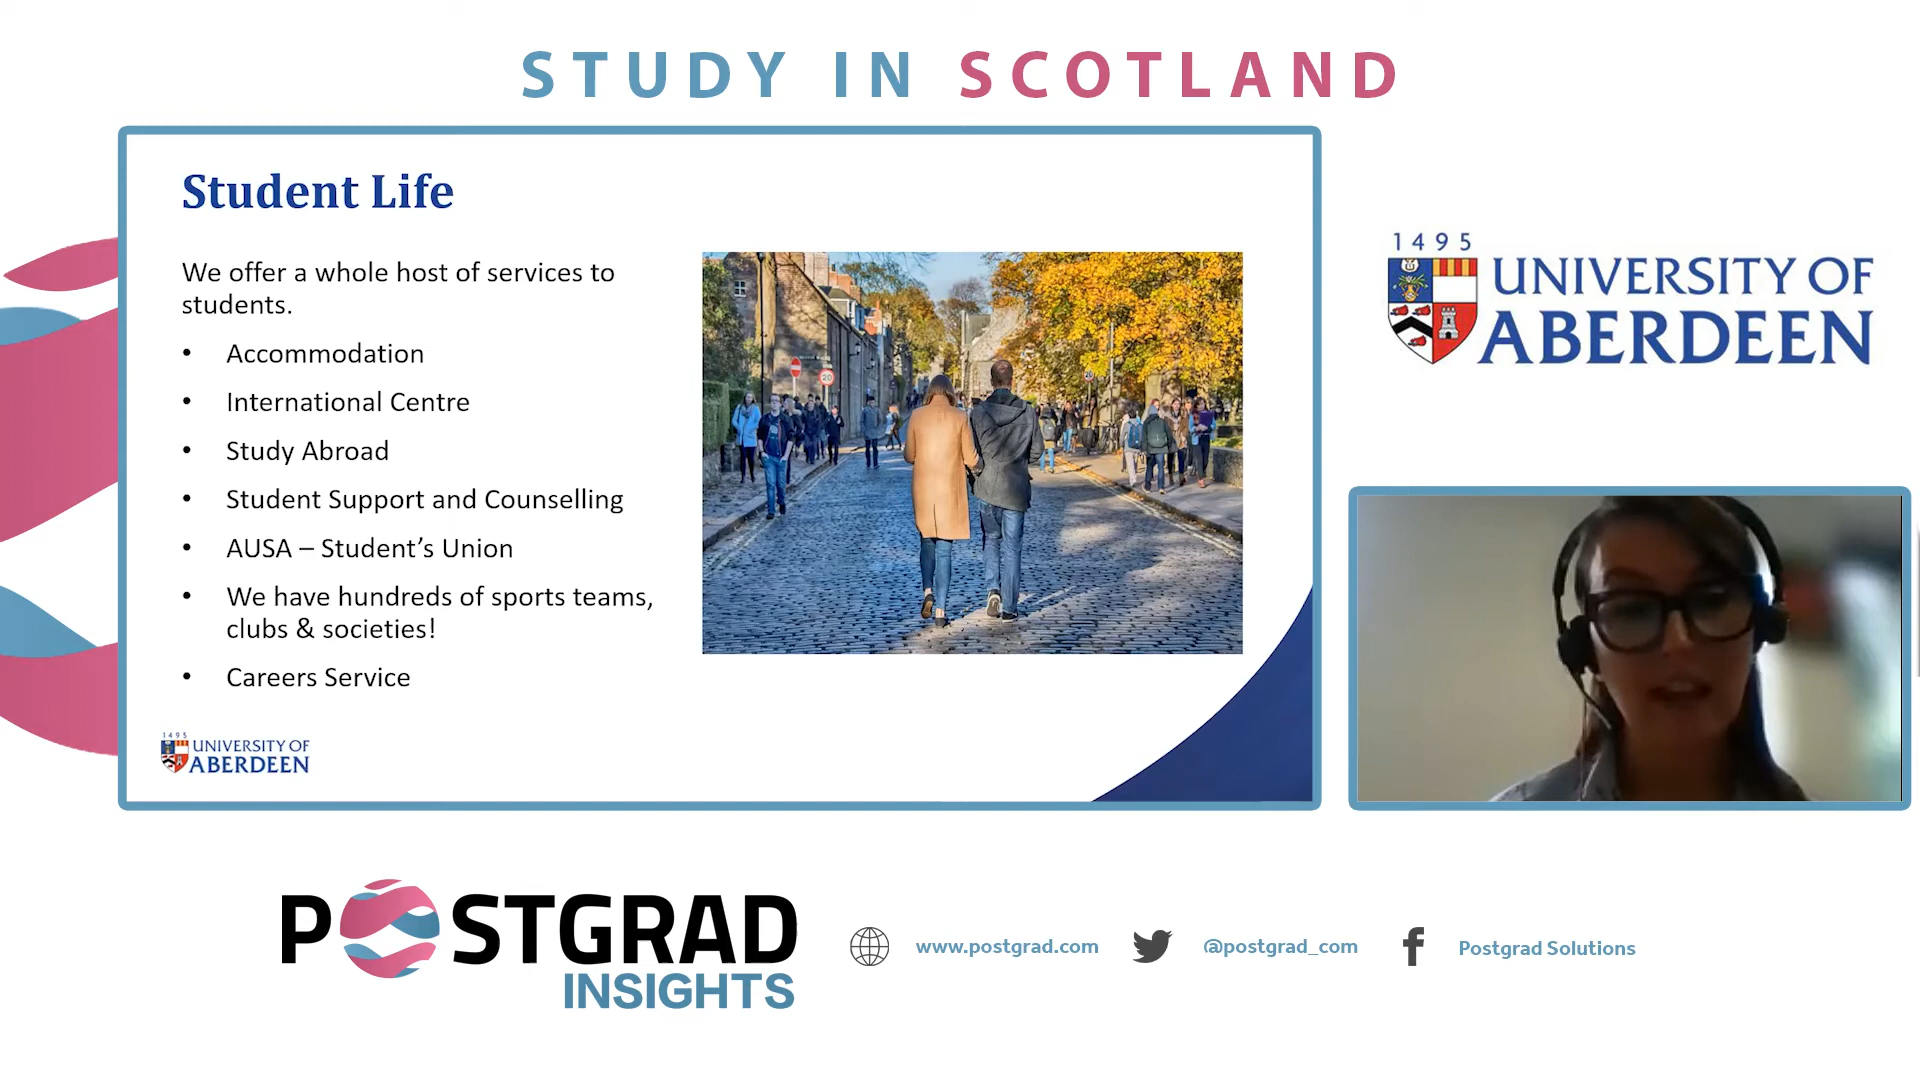 STUDY IN SCOTLAND
Student Life
We offer a whole host of services to
students.
• Accommodation
• International Centre
• Study Abroad
• Student Support and Counselling
• AUSA – Student’s Union
• We have hundreds of sports teams,
clubs & societies!
• Careers Service
20
1495
UNIVERSITY OF
ABERDEEN
1495
UNIVERSITY OF
ABERDEEN
POSTGRAD
INSIGHTS
www.postgrad.com
@postgrad_com
Postgrad Solutions